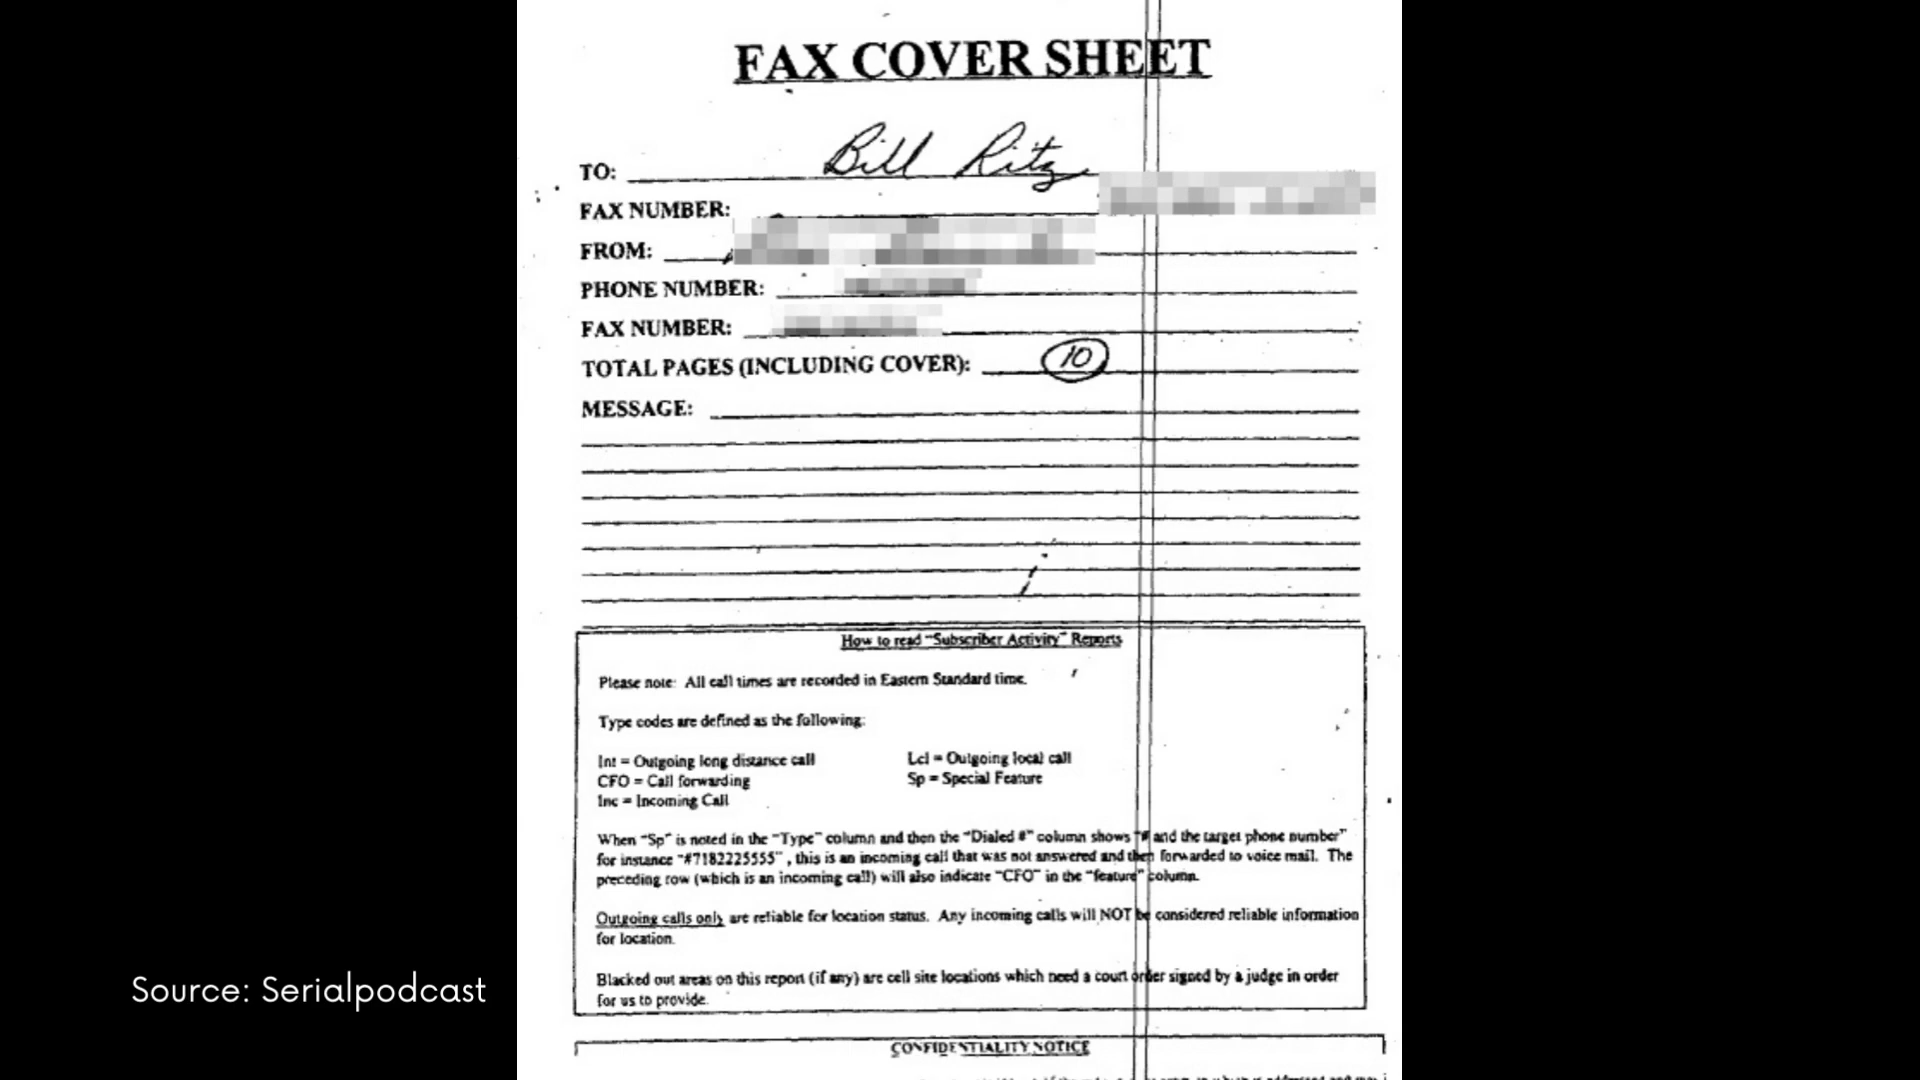 FAX COVER SHEET
TO: Bill Ritz
FAX NUMBER:
FROM:
PHONE NUMBER:
FAX NUMBER:
TOTAL PAGES (INCLUDING COVER): 10
MESSAGE:
How to read "Subscriber Activity" Reports
Please note: All call times are recorded in Eastern Standard time.
Type codes are defined as the following:
Int = Outgoing long distance call Lcl = Outgoing local call
CFO = Call forwarding Sp = Special Feature
Inc = Incoming Call
When "Sp" is noted in the "Type" column and then the "Dialed #" column shows "# and the target phone number"
for instance "#7182225555" , this is an incoming call that was not answered and then forwarded to voice mail. The
preceding row (which is an incoming call) will also indicate "CFO" in the "feature" column.
Outgoing calls only are reliable for location status. Any incoming calls will NOT be considered reliable information
for location.
Blacked out areas on this report (if any) are cell site locations which need a court order signed by a judge in order
for us to provide.
CONFIDENTIALITY NOTICE
Source: Serialpodcast